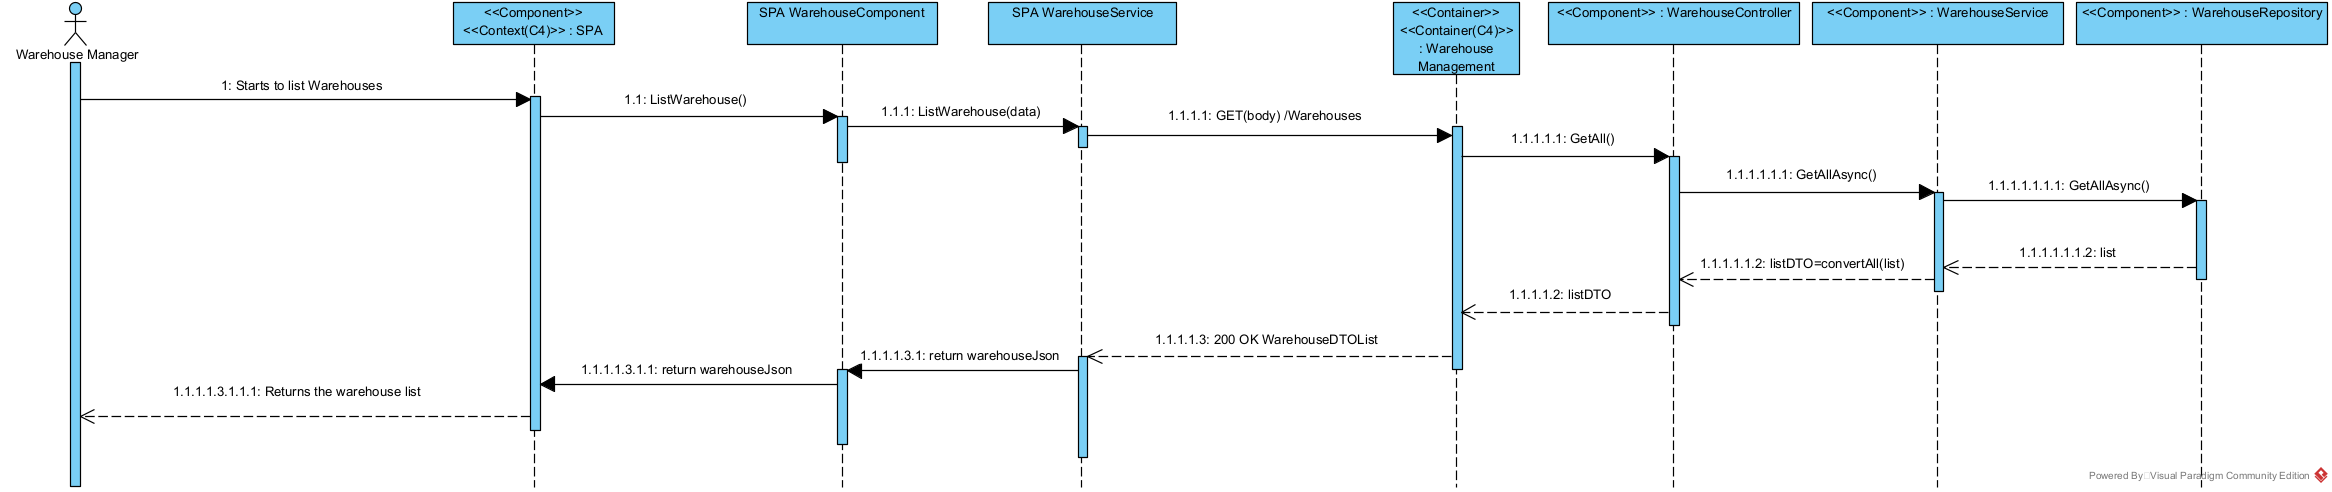 Warehouse Manager
<<Component>>
<<Context(C4)>> : SPA
SPA WarehouseComponent
SPA WarehouseService
<<Container>>
<<Container(C4)>>
: Warehouse
Management
<<Component>> : WarehouseController
<<Component>> : WarehouseService
<<Component>> : WarehouseRepository
1: Starts to list Warehouses
1.1: ListWarehouse()
1.1.1: ListWarehouse(data)
1.1.1.1: GET(body) /Warehouses
1.1.1.1.1: GetAll()
1.1.1.1.1.1: GetAllAsync()
1.1.1.1.1.1.1: GetAllAsync()
1.1.1.1.1.1.2: list
1.1.1.1.1.2: listDTO=convertAll(list)
1.1.1.1.2: listDTO
1.1.1.1.3: 200 OK WarehouseDTOList
1.1.1.1.3.1: return warehouseJson
1.1.1.1.3.1.1: return warehouseJson
1.1.1.1.3.1.1.1: Returns the warehouse list
Powered By Visual Paradigm Community Edition